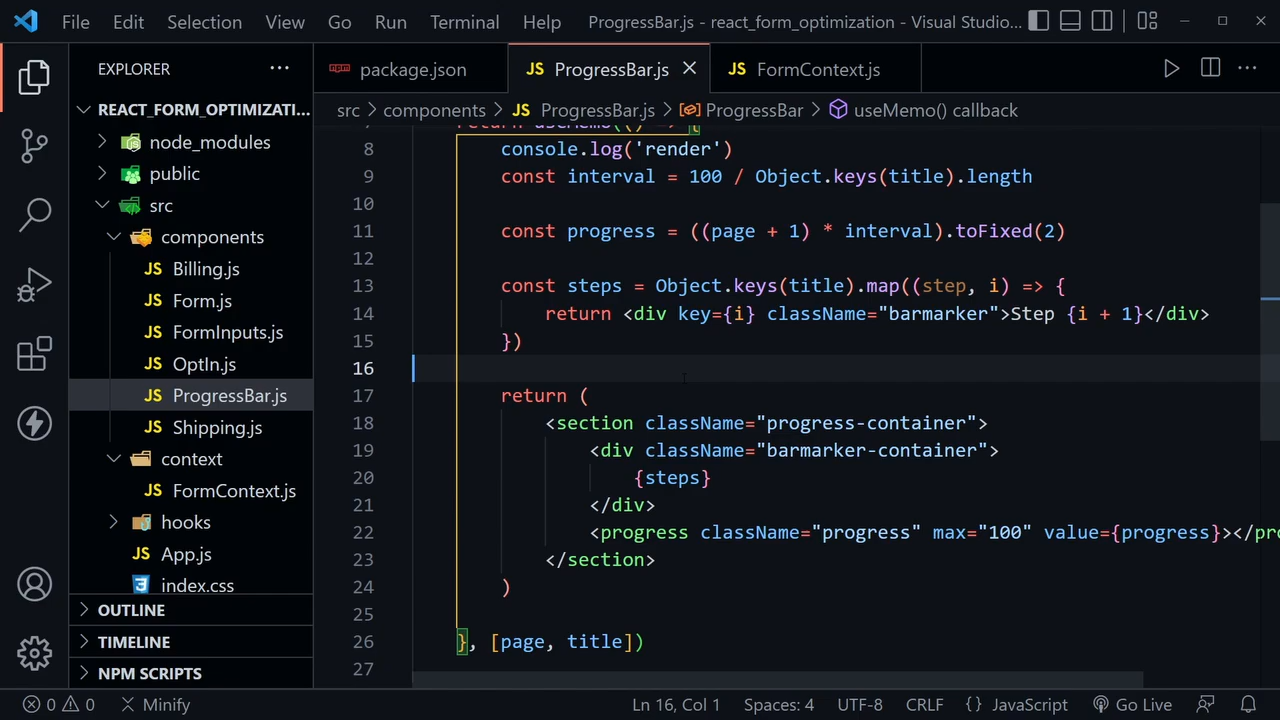 File Edit Selection View Go Run Terminal Help ProgressBar.js - react_form_optimization - Visual Studio...
EXPLORER
REACT_FORM_OPTIMIZATI...
node_modules
public
src
components
JS Billing.js
JS Form.js
JS FormInputs.js
JS OptIn.js
JS ProgressBar.js
JS Shipping.js
context
JS FormContext.js
hooks
JS App.js
index.css
OUTLINE
TIMELINE
NPM SCRIPTS
package.json JS ProgressBar.js JS FormContext.js
src > components > JS ProgressBar.js > ProgressBar > useMemo() callback
7 return useMemo(() => {
8 console.log('render')
9 const interval = 100 / Object.keys(title).length
10
11 const progress = ((page + 1) * interval).toFixed(2)
12
13 const steps = Object.keys(title).map((step, i) => {
14 return <div key={i} className="barmarker">Step {i + 1}</div>
15 })
16
17 return (
18 <section className="progress-container">
19 <div className="barmarker-container">
20 {steps}
21 </div>
22 <progress className="progress" max="100" value={progress}></pro
23 </section>
24 )
25
26 }, [page, title])
27
0 0 Minify Ln 16, Col 1 Spaces: 4 UTF-8 CRLF {} JavaScript Go Live